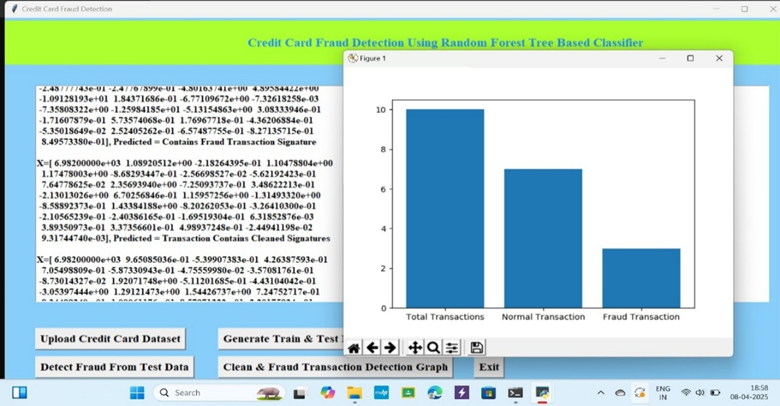 Credit Card Fraud Detection
Credit Card Fraud Detection Using Random Forest Tree Based Classifier
-2.48777743e-01 -2.47767899e-01 -4.80163741e+00 4.89584422e+00
-1.09128193e+01 1.84371686e-01 -6.77109672e+00 -7.32618258e-03
-7.35808322e+00 -1.25984185e+01 -5.13154863e+00 3.08333946e-01
-1.71607879e-01 5.73574068e-01 1.76967718e-01 -4.36206884e-01
-5.35018649e-02 2.52405262e-01 -6.57487755e-01 -8.27135715e-01
8.49573380e-01], Predicted = Contains Fraud Transaction Signature
X=[ 6.98200000e+03 1.08920512e+00 -2.18264395e-01 1.10478804e+00
1.17478003e+00 -8.68293447e-01 -2.56698527e-02 -5.62192423e-01
7.64778625e-02 2.35693940e+00 -7.25093737e-01 3.48622213e-01
-2.13013026e+00 6.70256846e-01 1.15957256e+00 -1.31493320e+00
-8.58892373e-01 1.43384188e+00 -8.20262053e-01 -3.26410300e-01
-2.10565239e-01 -2.40386165e-01 -1.69519304e-01 6.31852876e-03
3.89350973e-01 3.37356601e-01 4.98937248e-01 -2.44941198e-02
9.31744740e-03], Predicted = Transaction Contains Cleaned Signatures
X=[ 6.98200000e+03 9.65085036e-01 -5.39907383e-01 4.26387593e-01
7.05498809e-01 -5.87330943e-01 -4.75559980e-02 -3.57081761e-01
-8.73014327e-02 1.92071748e+00 -5.11201685e-01 -4.43104042e-01
-3.05397444e+00 1.29121473e+00 1.54426737e+00 7.24752717e-01
Figure 1
10
8
6
4
2
0
Total Transactions Normal Transaction Fraud Transaction
Upload Credit Card Dataset Generate Train & Test
Detect Fraud From Test Data Clean & Fraud Transaction Detection Graph Exit
Search
ENG
IN
18:58
08-04-2025